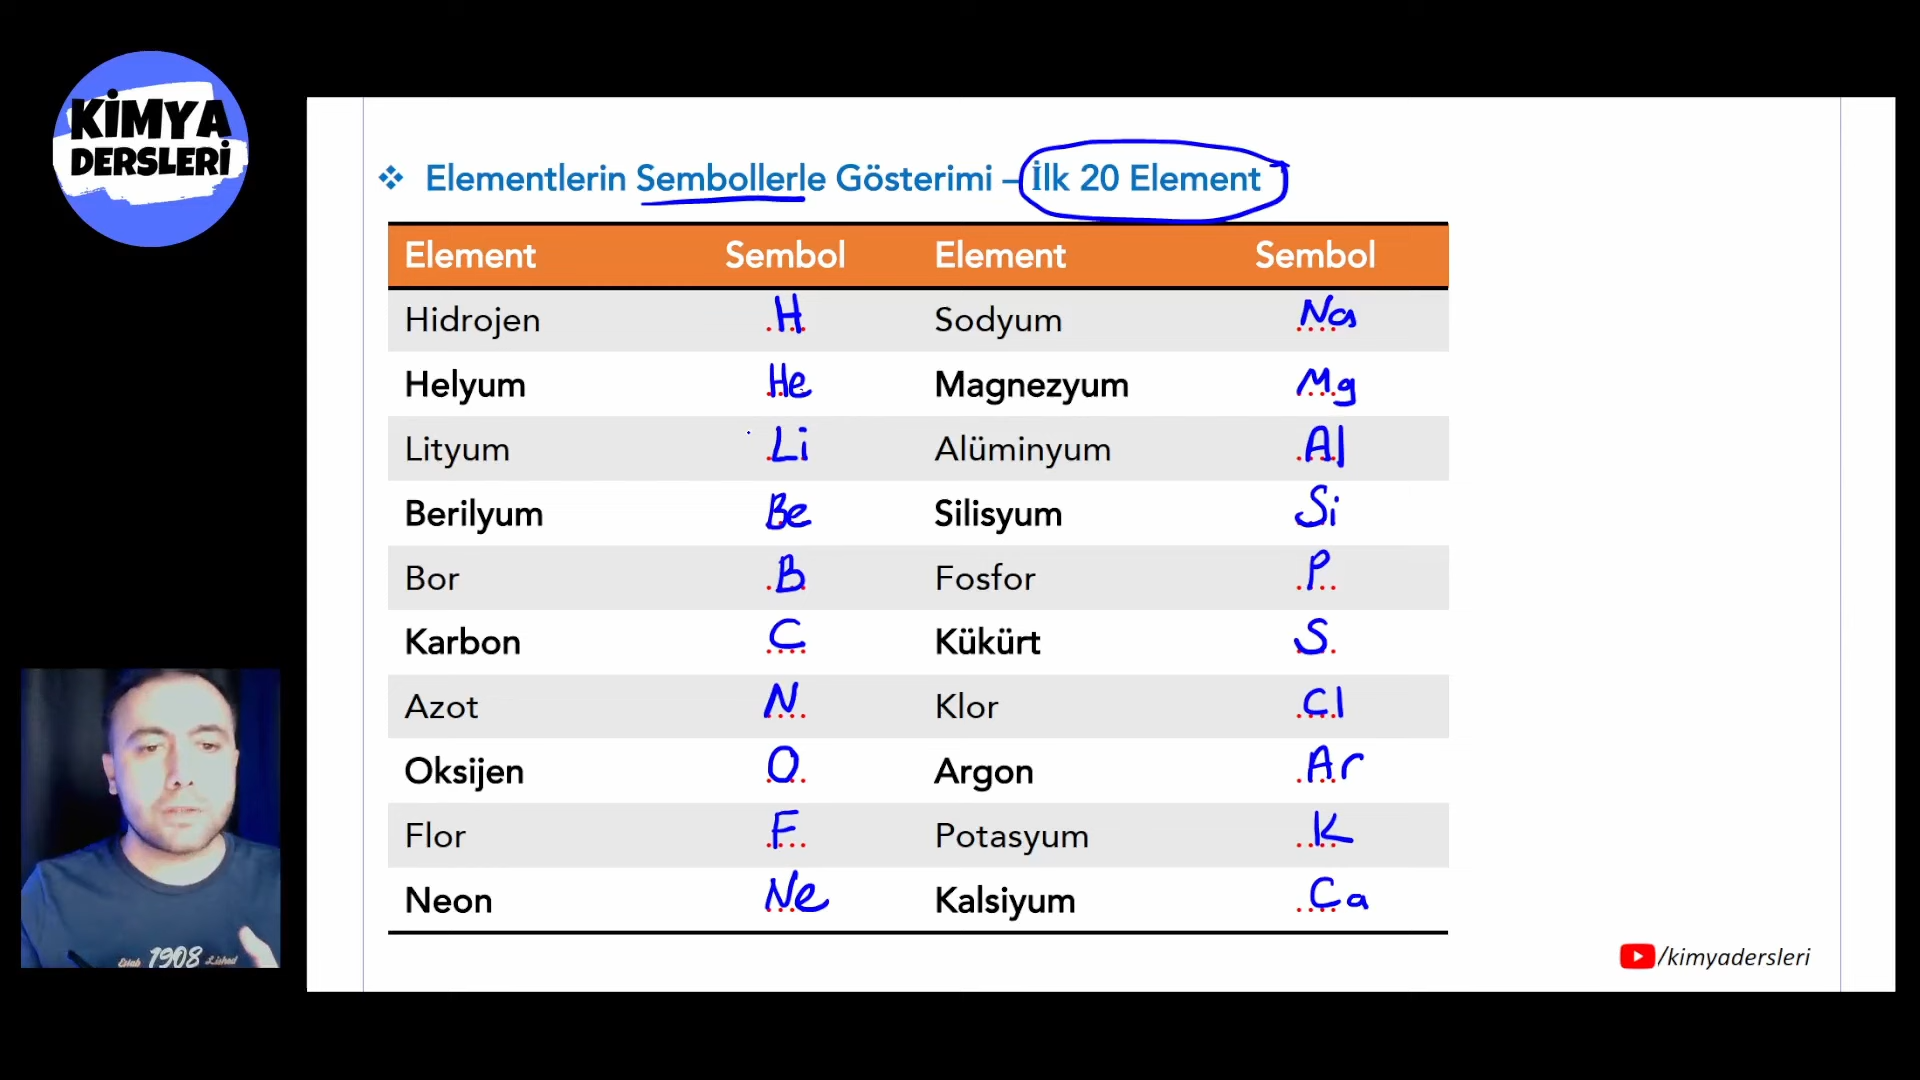 KİMYA
DERSLERİ
❖ Elementlerin Sembollerle Gösterimi – İlk 20 Element
Element Sembol Element Sembol
Hidrojen H Sodyum Na
Helyum He Magnezyum Mg
Lityum Li Alüminyum Al
Berilyum Be Silisyum Si
Bor B Fosfor P
Karbon C Kükürt S
Azot N Klor Cl
Oksijen O Argon Ar
Flor F Potasyum K
Neon Ne Kalsiyum Ca
Estab 1908 Lished
/kimyadersleri